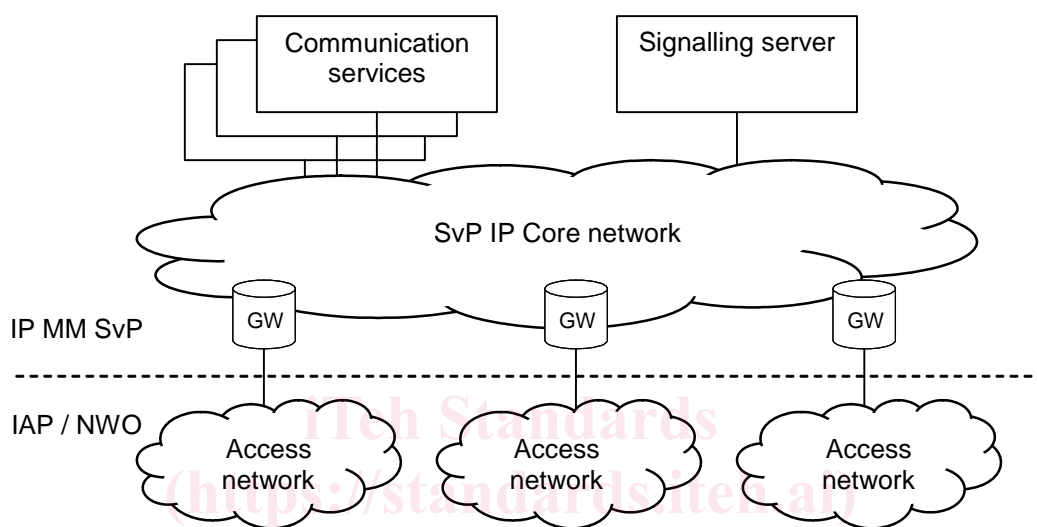 Communication
services
Signalling server
SvP IP Core network
GW
GW
GW
IP MM SvP
IAP / NWO
iTeh Standards
Access
network
Access
network
Access
network
(https://standards.iteh.ai)